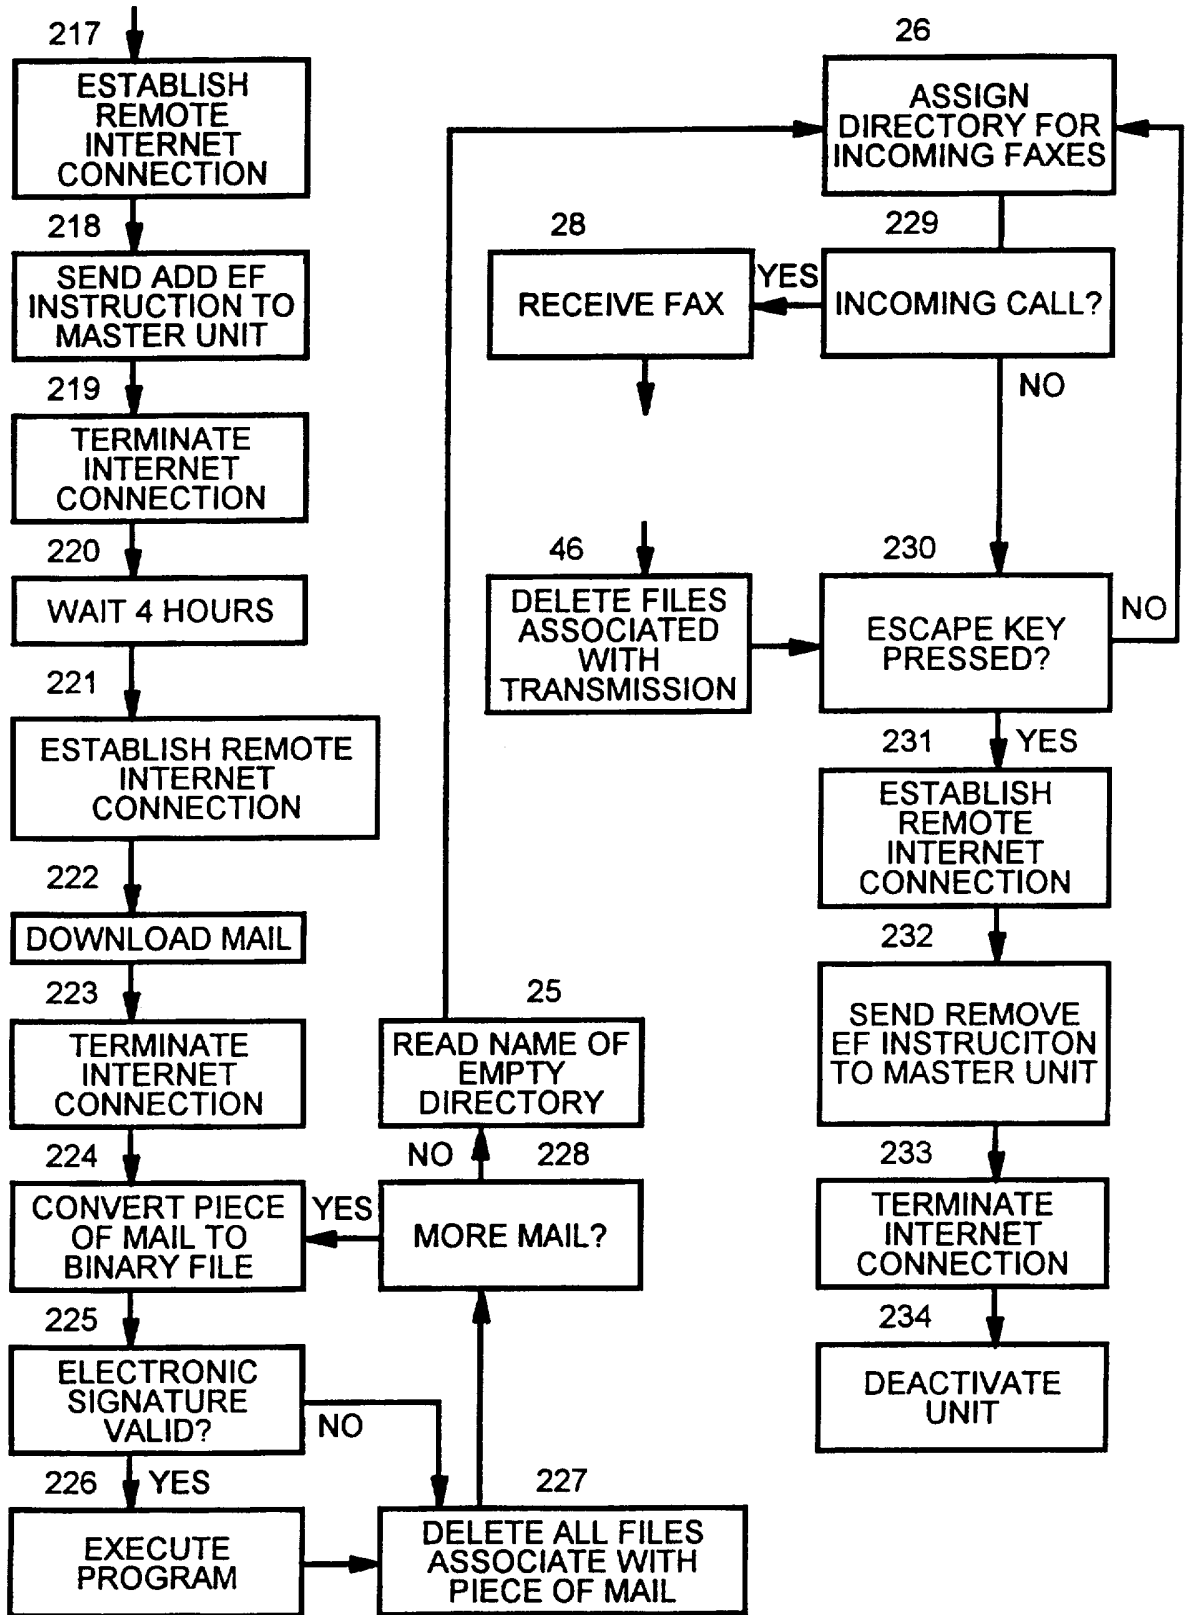 217
ESTABLISH
REMOTE
INTERNET
CONNECTION
218
SEND ADD EF
INSTRUCTION TO
MASTER UNIT
219
TERMINATE
INTERNET
CONNECTION
220
WAIT 4 HOURS
221
ESTABLISH REMOTE
INTERNET
CONNECTION
222
DOWNLOAD MAIL
223
TERMINATE
INTERNET
CONNECTION
224
CONVERT PIECE
OF MAIL TO
BINARY FILE
225
ELECTRONIC
SIGNATURE
VALID?
NO
226
YES
EXECUTE
PROGRAM
227
DELETE ALL FILES
ASSOCIATE WITH
PIECE OF MAIL
228
MORE MAIL?
YES
NO
25
READ NAME OF
EMPTY
DIRECTORY
26
ASSIGN
DIRECTORY FOR
INCOMING FAXES
229
INCOMING CALL?
YES
NO
28
RECEIVE FAX
46
DELETE FILES
ASSOCIATED
WITH
TRANSMISSION
230
ESCAPE KEY
PRESSED?
NO
231
YES
ESTABLISH
REMOTE
INTERNET
CONNECTION
232
SEND REMOVE
EF INSTRUCITON
TO MASTER UNIT
233
TERMINATE
INTERNET
CONNECTION
234
DEACTIVATE
UNIT